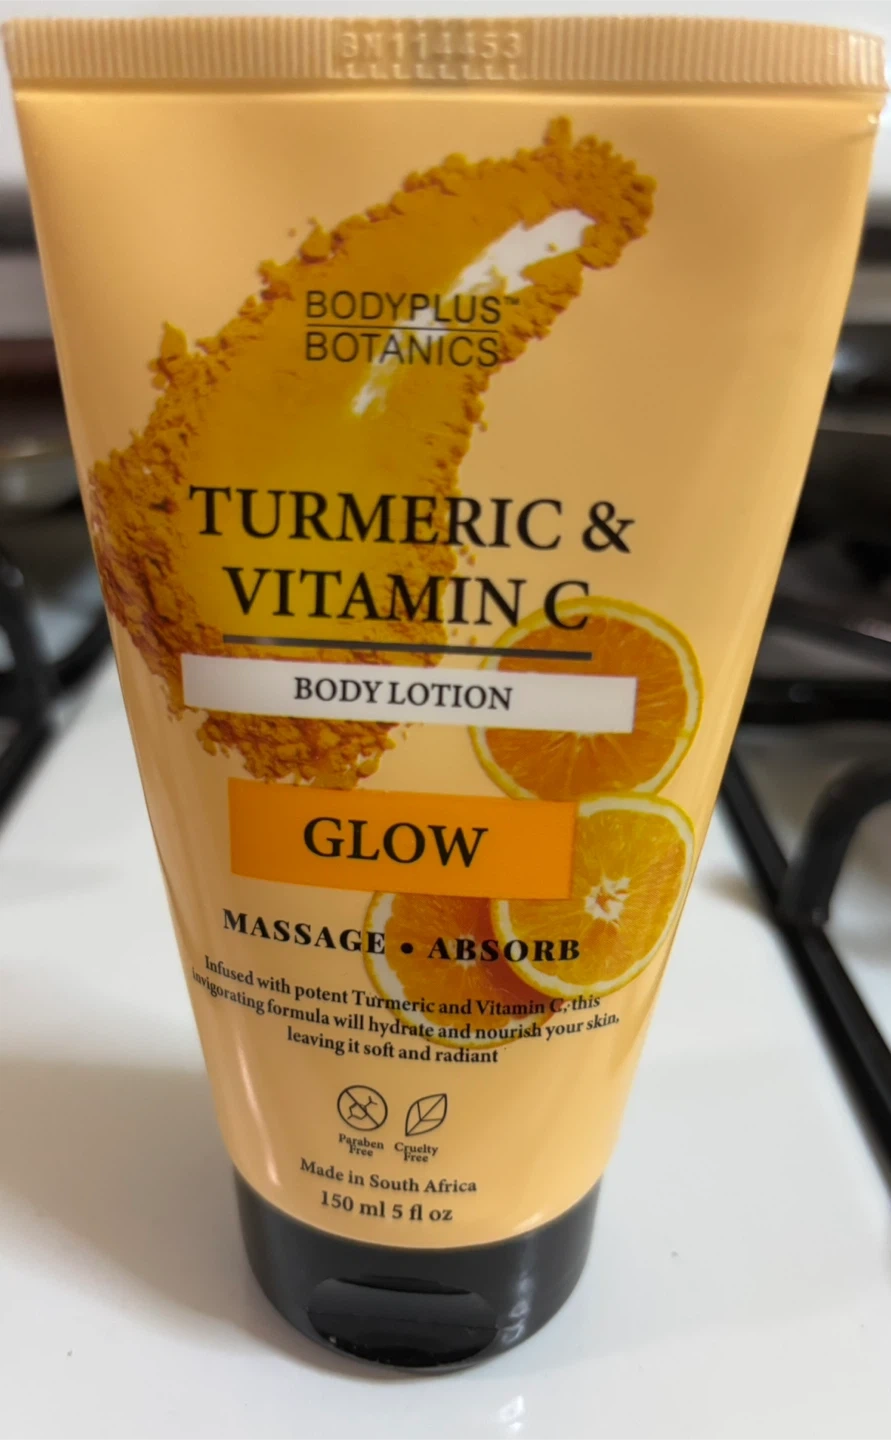 BN114453
BODYPLUS™
BOTANICS
TURMERIC &
VITAMIN C
BODY LOTION
GLOW
MASSAGE • ABSORB
Infused with potent Turmeric and Vitamin C, this
invigorating formula will hydrate and nourish your skin,
leaving it soft and radiant
Paraben Cruelty
Free Free
Made in South Africa
150 ml 5 fl oz